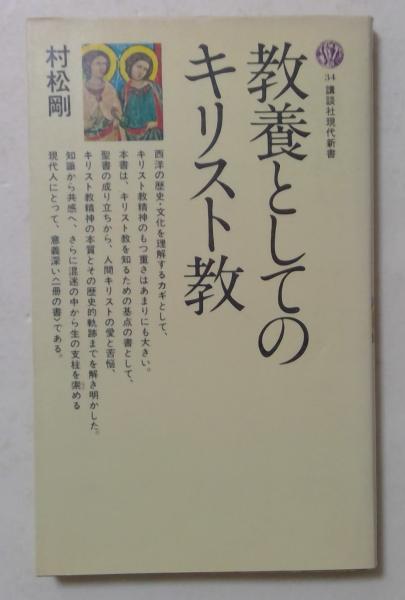 34 講談社現代新書
教養としての
キリスト教
村松剛
西洋の歴史・文化を理解するカギとして、
キリスト教精神のもつ重さはあまりにも大きい。
本書は、キリスト教を知るための基点の書として、
聖書の成り立ちから、人間キリストの愛と苦悩、
キリスト教精神の本質とその歴史的軌跡までを解き明かした。
知識から共感へ、さらに混迷の中から生の支柱を索める
現代人にとって、意義深い〈一冊の書〉である。